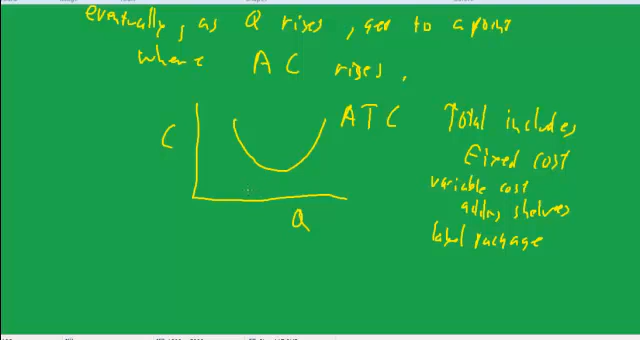 eventually, as Q rises, get to a point
where AC rises.
ATC
C
Q
Total includes
Fixed cost
variable cost
adding shelves
label package